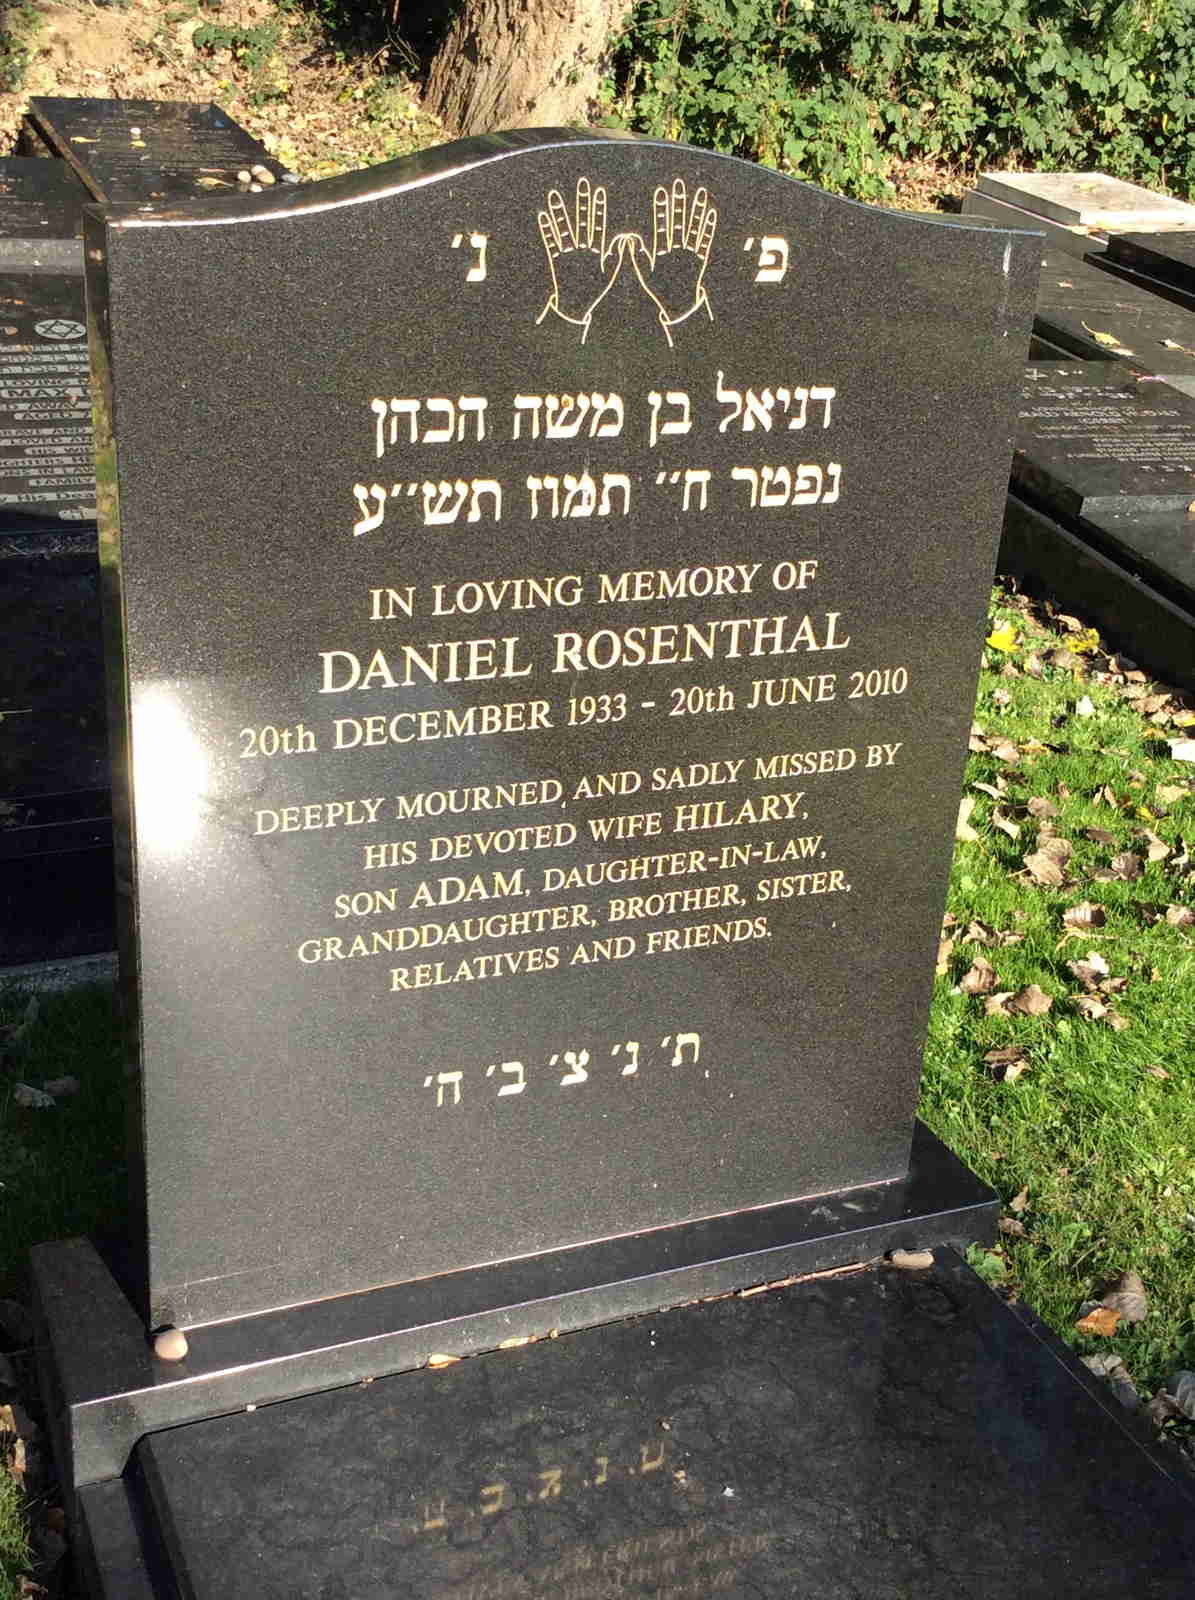 פ׳ נ׳
דניאל בן משה הכהן
נפטר ח׳׳ תמוז תש׳׳ע
IN LOVING MEMORY OF
DANIEL ROSENTHAL
20th DECEMBER 1933 - 20th JUNE 2010
DEEPLY MOURNED AND SADLY MISSED BY
HIS DEVOTED WIFE HILARY,
SON ADAM, DAUGHTER-IN-LAW,
GRANDDAUGHTER, BROTHER, SISTER,
RELATIVES AND FRIENDS.
ת׳ נ׳ צ׳ ב׳ ה׳